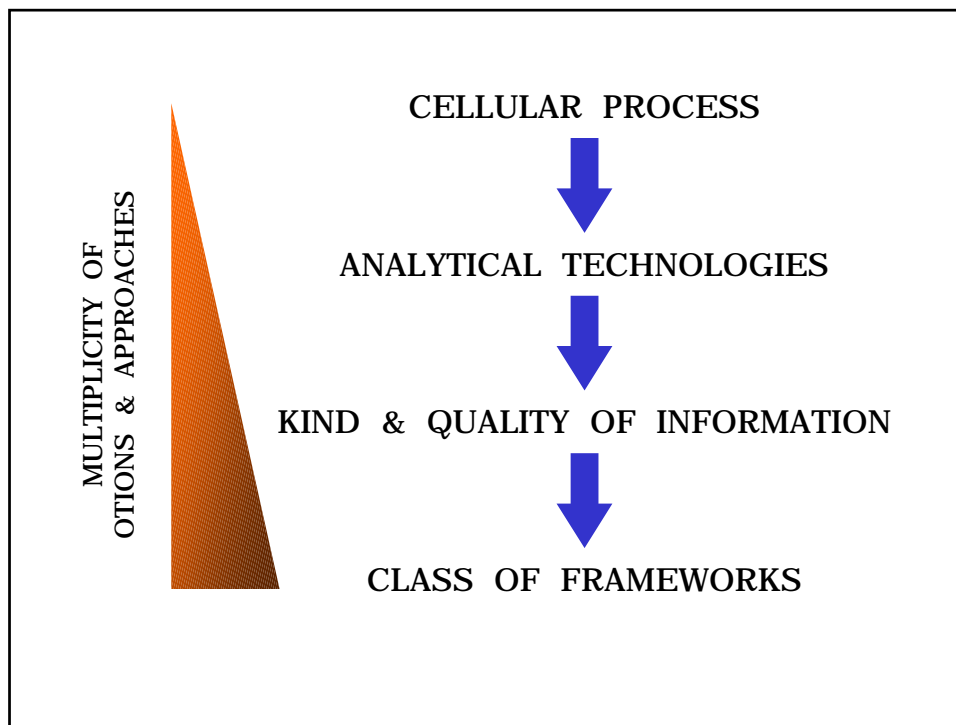 MULTIPLICITY OF
OTIONS & APPROACHES
CELLULAR PROCESS
ANALYTICAL TECHNOLOGIES
KIND & QUALITY OF INFORMATION
CLASS OF FRAMEWORKS